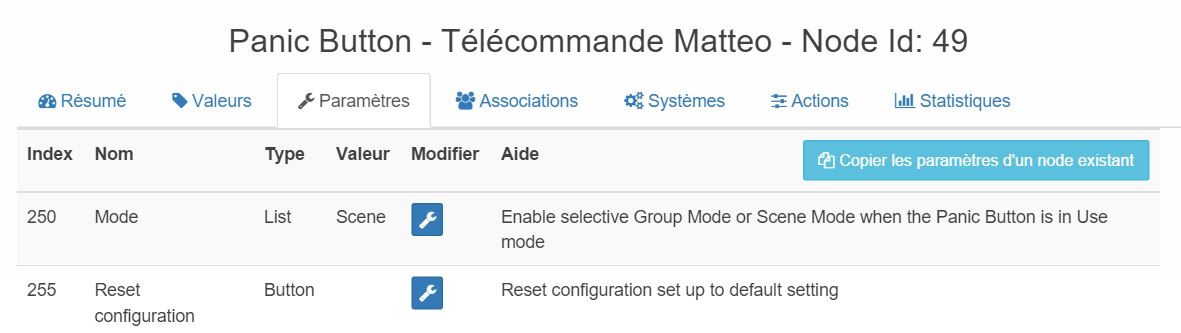 Panic Button - Télécommande Matteo - Node Id: 49
Résumé Valeurs Paramètres Associations Systèmes Actions Statistiques
Index Nom Type Valeur Modifier Aide Copier les paramètres d'un node existant
250 Mode List Scene Enable selective Group Mode or Scene Mode when the Panic Button is in Use
mode
255 Reset Button Reset configuration set up to default setting
configuration